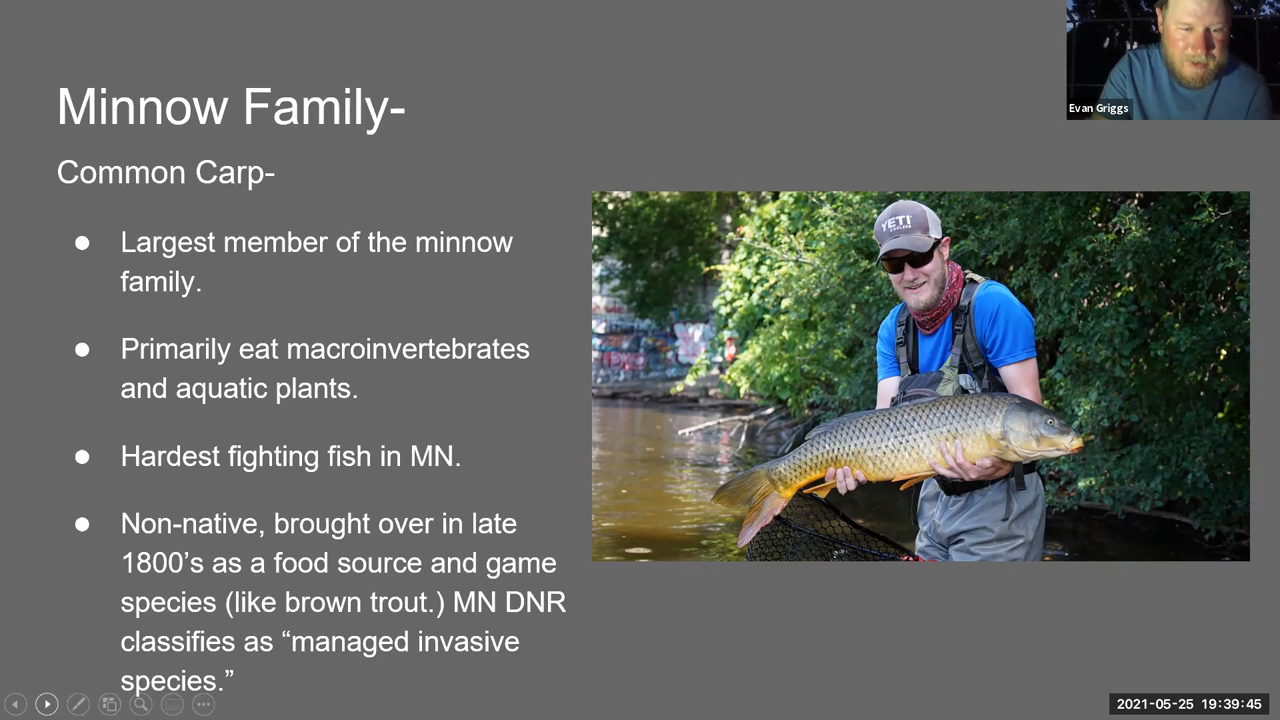 Minnow Family-
Common Carp-
● Largest member of the minnow
family.
● Primarily eat macroinvertebrates
and aquatic plants.
● Hardest fighting fish in MN.
● Non-native, brought over in late
1800’s as a food source and game
species (like brown trout.) MN DNR
classifies as “managed invasive
species.”
Evan Griggs
YETI
COOLERS
2021-05-25 19:39:45